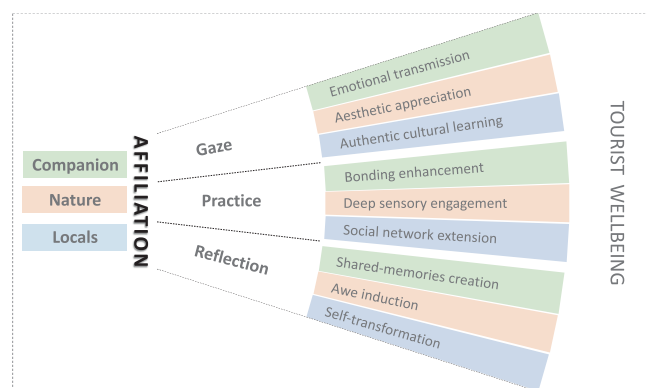 Companion
Nature
Locals
AFFILIATION
Gaze
Practice
Reflection
Emotional transmission
Aesthetic appreciation
Authentic cultural learning
Bonding enhancement
Deep sensory engagement
Social network extension
Shared-memories creation
Awe induction
Self-transformation
TOURIST WELLBEING